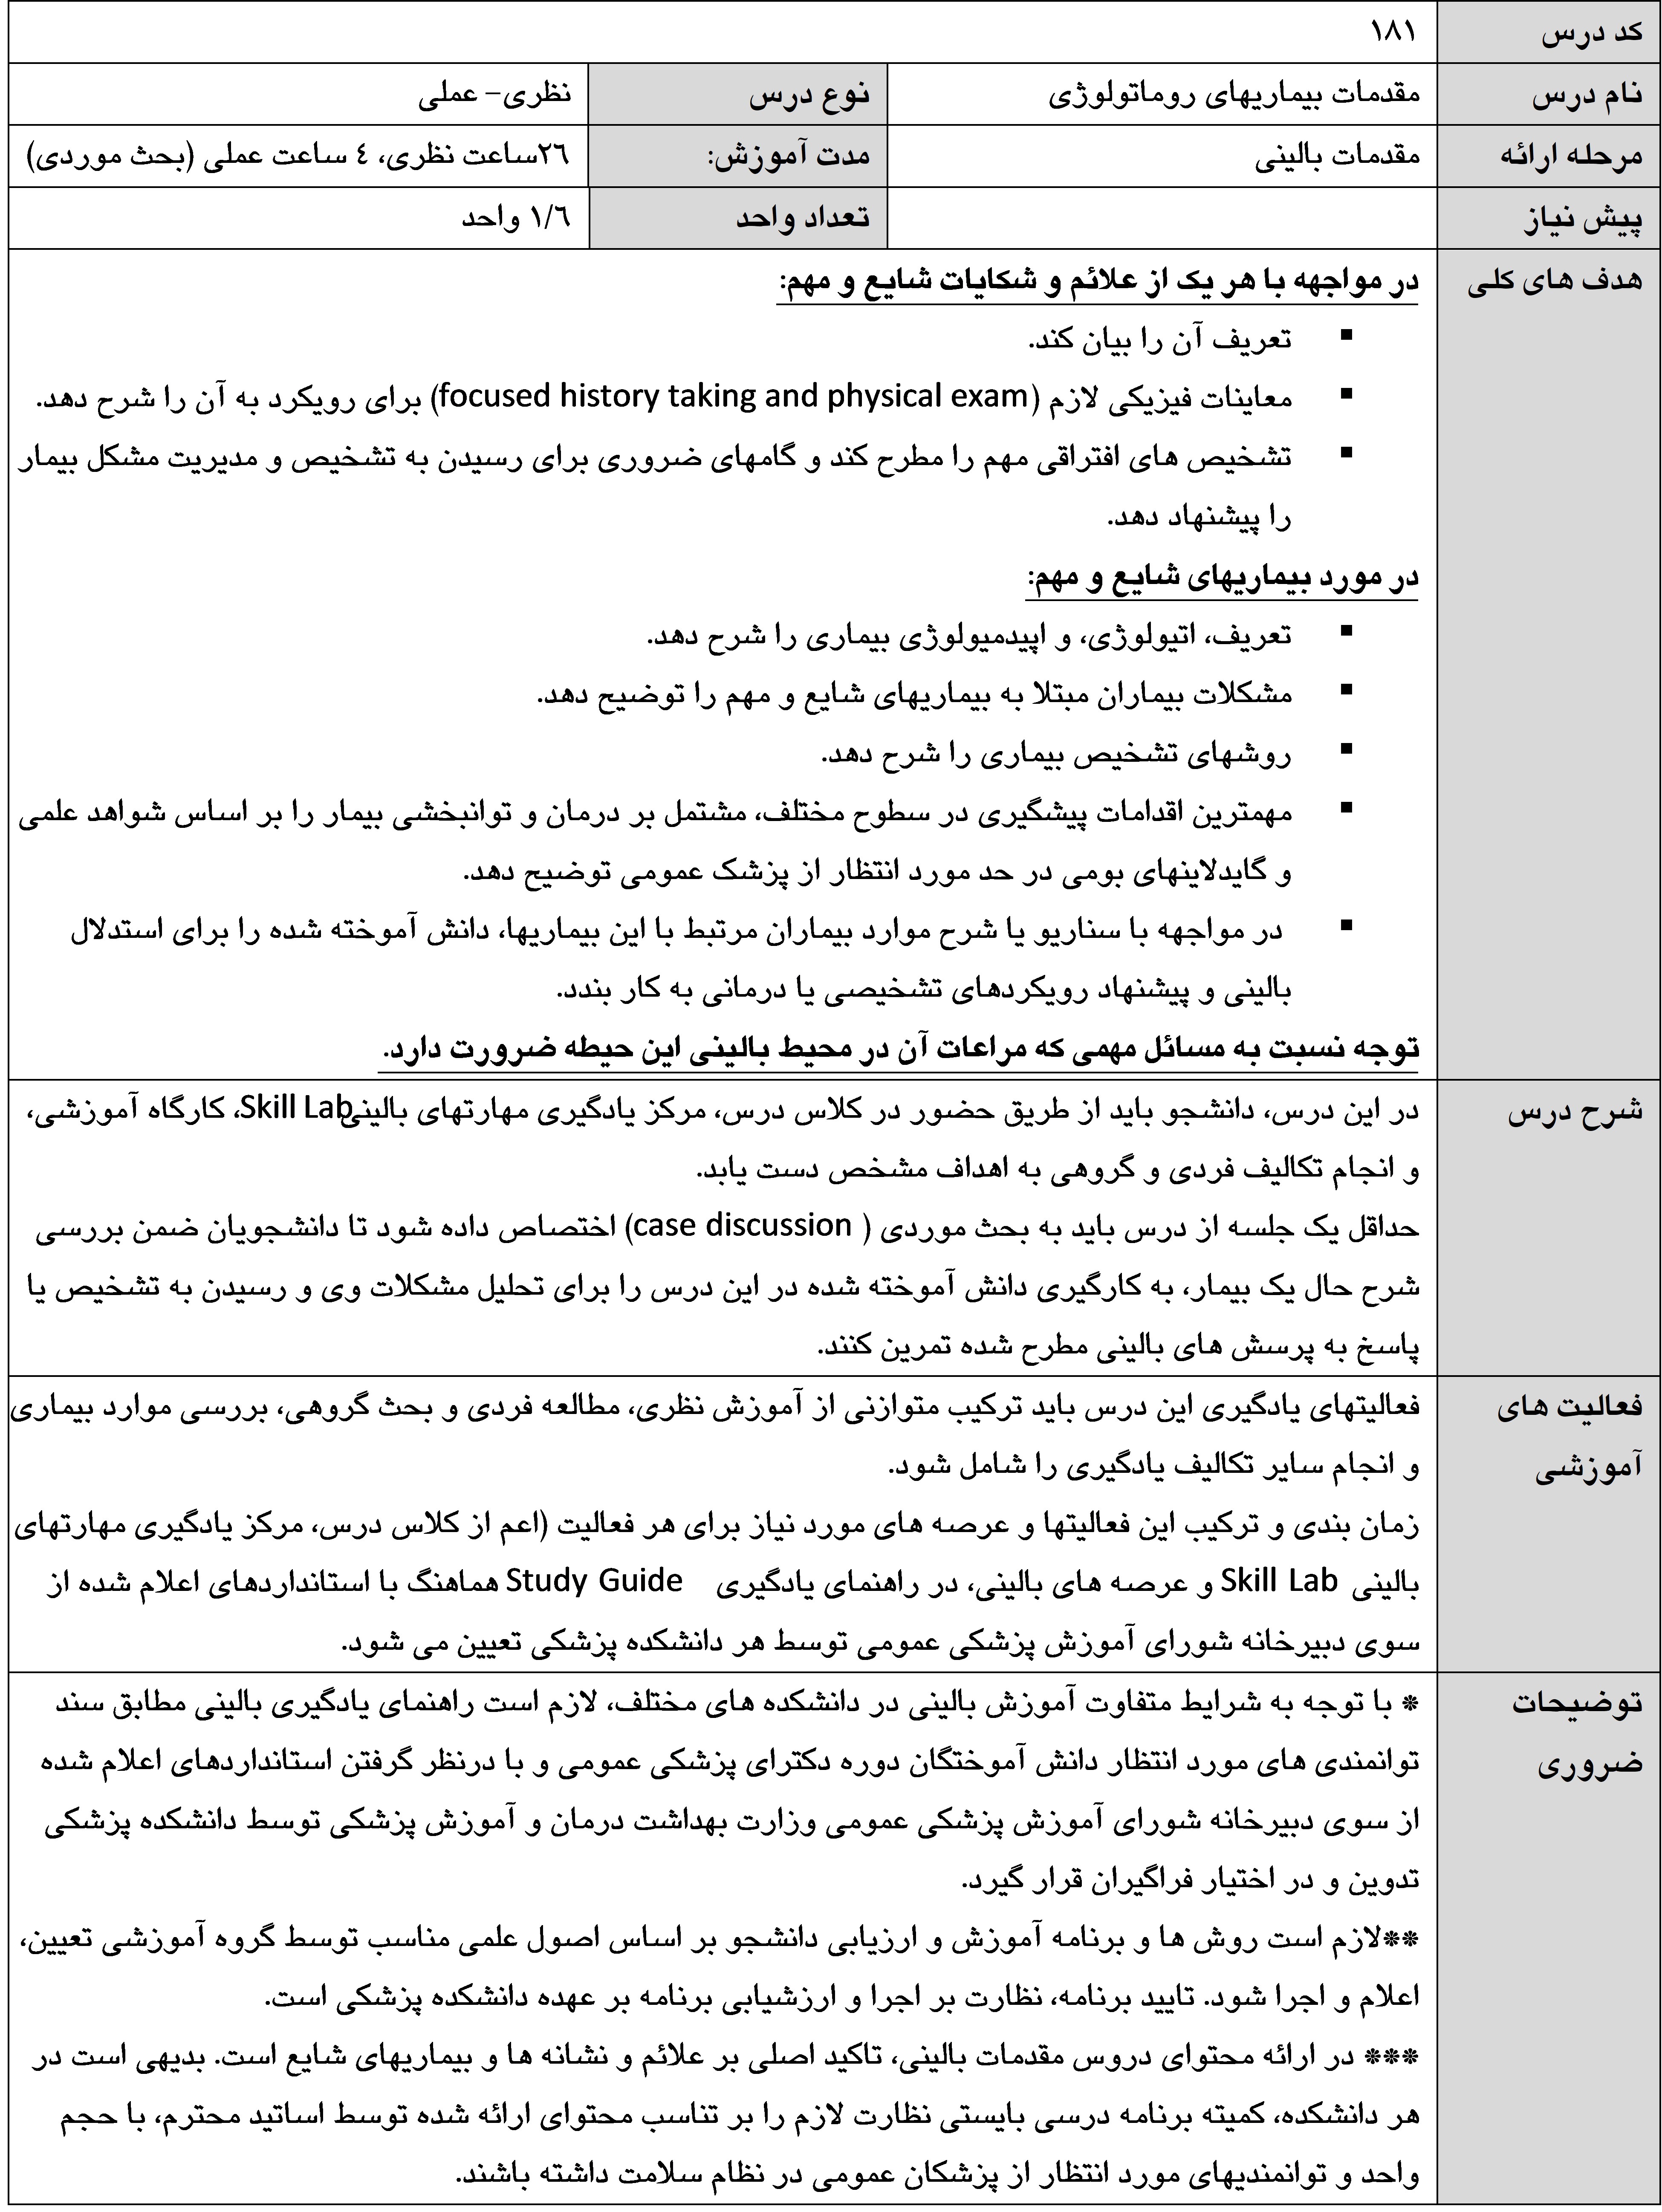 کد درس ۱۸۱
نام درس مقدمات بیماریهای روماتولوژی نوع درس نظری– عملی
مرحله ارائه مقدمات بالینی مدت آموزش: ۲۶ساعت نظری، ٤ ساعت عملی (بحث موردی)
پیش نیاز تعداد واحد ۱/٦ واحد
هدف های کلی در مواجهه با هر یک از علائم و شکایات شایع و مهم:
▪ تعریف آن را بیان کند.
▪ معاینات فیزیکی لازم (focused history taking and physical exam) برای رویکرد به آن را شرح دهد.
▪ تشخیص های افتراقی مهم را مطرح کند و گامهای ضروری برای رسیدن به تشخیص و مدیریت مشکل بیمار
را پیشنهاد دهد.
در مورد بیماریهای شایع و مهم:
▪ تعریف، اتیولوژی، و اپیدمیولوژی بیماری را شرح دهد.
▪ مشکلات بیماران مبتلا به بیماریهای شایع و مهم را توضیح دهد.
▪ روشهای تشخیص بیماری را شرح دهد.
▪ مهمترین اقدامات پیشگیری در سطوح مختلف، مشتمل بر درمان و توانبخشی بیمار را بر اساس شواهد علمی
و گایدلاینهای بومی در حد مورد انتظار از پزشک عمومی توضیح دهد.
▪ در مواجهه با سناریو یا شرح موارد بیماران مرتبط با این بیماریها، دانش آموخته شده را برای استدلال
بالینی و پیشنهاد رویکردهای تشخیصی یا درمانی به کار بندد.
توجه نسبت به مسائل مهمی که مراعات آن در محیط بالینی این حیطه ضرورت دارد.
شرح درس در این درس، دانشجو باید از طریق حضور در کلاس درس، مرکز یادگیری مهارتهای بالینی Skill Lab، کارگاه آموزشی،
و انجام تکالیف فردی و گروهی به اهداف مشخص دست یابد.
حداقل یک جلسه از درس باید به بحث موردی ( case discussion) اختصاص داده شود تا دانشجویان ضمن بررسی
شرح حال یک بیمار، به کارگیری دانش آموخته شده در این درس را برای تحلیل مشکلات وی و رسیدن به تشخیص یا
پاسخ به پرسش های بالینی مطرح شده تمرین کنند.
فعالیت های فعالیتهای یادگیری این درس باید ترکیب متوازنی از آموزش نظری، مطالعه فردی و بحث گروهی، بررسی موارد بیماری
آموزشی و انجام سایر تکالیف یادگیری را شامل شود.
زمان بندی و ترکیب این فعالیتها و عرصه های مورد نیاز برای هر فعالیت (اعم از کلاس درس، مرکز یادگیری مهارتهای
بالینی Skill Lab و عرصه های بالینی، در راهنمای یادگیری Study Guide هماهنگ با استانداردهای اعلام شده از
سوی دبیرخانه شورای آموزش پزشکی عمومی توسط هر دانشکده پزشکی تعیین می شود.
توضیحات * با توجه به شرایط متفاوت آموزش بالینی در دانشکده های مختلف، لازم است راهنمای یادگیری بالینی مطابق سند
ضروری توانمندی های مورد انتظار دانش آموختگان دوره دکترای پزشکی عمومی و با درنظر گرفتن استانداردهای اعلام شده
از سوی دبیرخانه شورای آموزش پزشکی عمومی وزارت بهداشت درمان و آموزش پزشکی توسط دانشکده پزشکی
تدوین و در اختیار فراگیران قرار گیرد.
**لازم است روش ها و برنامه آموزش و ارزیابی دانشجو بر اساس اصول علمی مناسب توسط گروه آموزشی تعیین،
اعلام و اجرا شود. تایید برنامه، نظارت بر اجرا و ارزشیابی برنامه بر عهده دانشکده پزشکی است.
*** در ارائه محتوای دروس مقدمات بالینی، تاکید اصلی بر علائم و نشانه ها و بیماریهای شایع است. بدیهی است در
هر دانشکده، کمیته برنامه درسی بایستی نظارت لازم را بر تناسب محتوای ارائه شده توسط اساتید محترم، با حجم
واحد و توانمندیهای مورد انتظار از پزشکان عمومی در نظام سلامت داشته باشند.